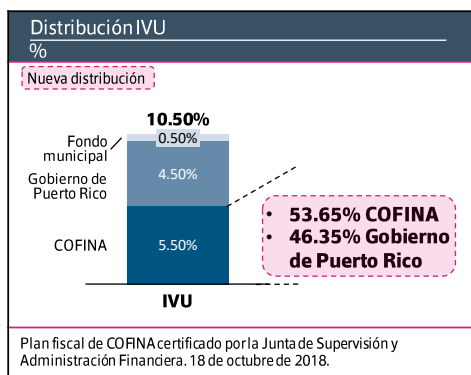 Distribución IVU
%
Nueva distribución
10.50%
Fondo
municipal
0.50%
Gobierno de
Puerto Rico
4.50%
COFINA
5.50%
IVU
• 53.65% COFINA
• 46.35% Gobierno
de Puerto Rico
Plan fiscal de COFINA certificado por la Junta de Supervisión y
Administración Financiera. 18 de octubre de 2018.